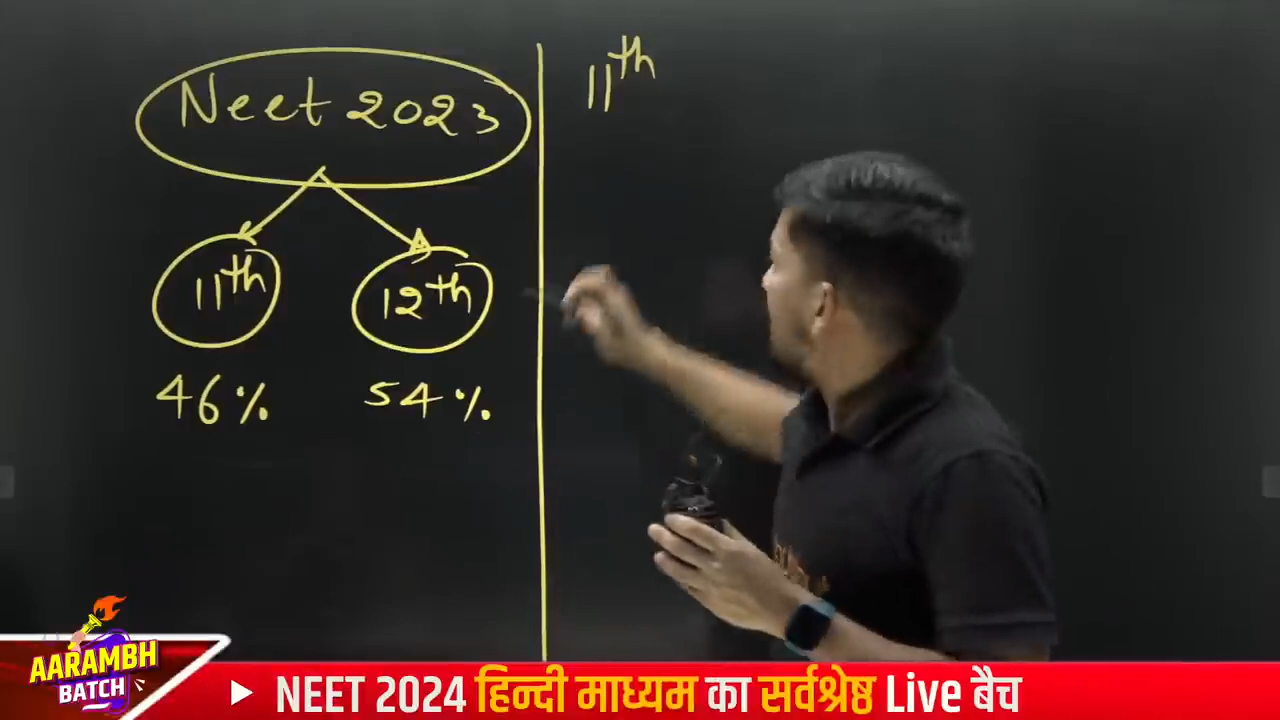 Neet 2023
11th
12th
46%
54%
11th
AARAMBH
BATCH
NEET 2024 हिन्दी माध्यम का सर्वश्रेष्ठ Live बैच